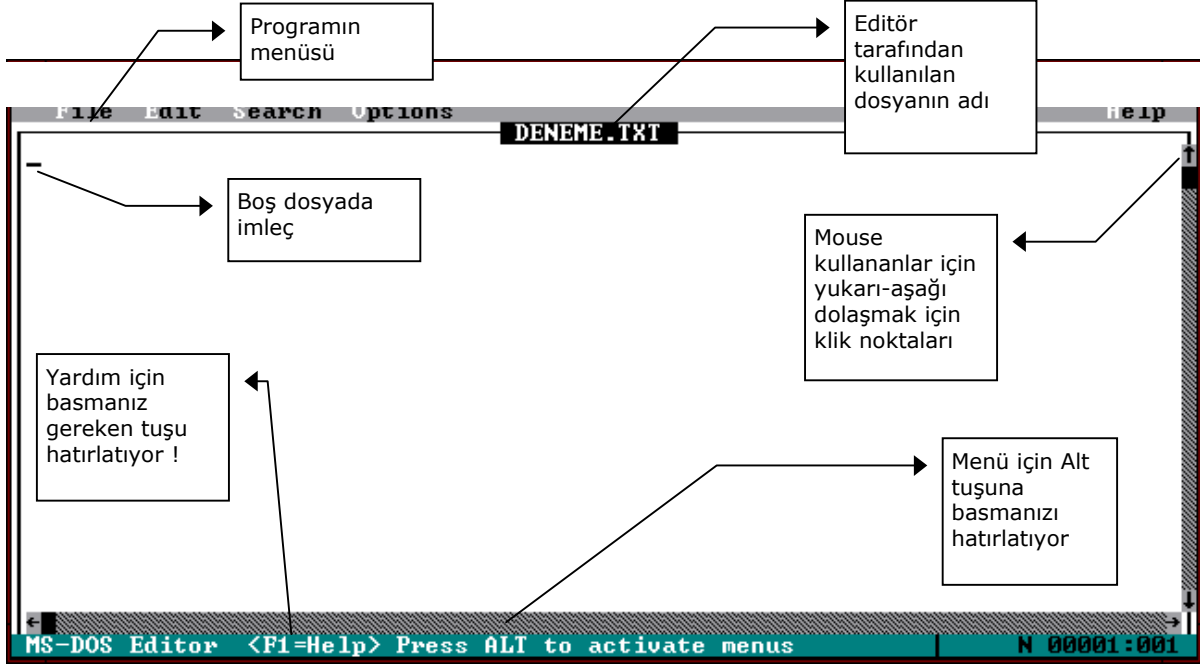 Programın
menüsü
Editör
tarafından
kullanılan
dosyanın adı
File Edit Search Options Help
DENEME.TXT
Boş dosyada
imleç
Mouse
kullananlar için
yukarı-aşağı
dolaşmak için
klik noktaları
Yardım için
basmanız
gereken tuşu
hatırlatıyor !
Menü için Alt
tuşuna
basmanızı
hatırlatıyor
MS-DOS Editor <F1=Help> Press ALT to activate menus N 00001:001